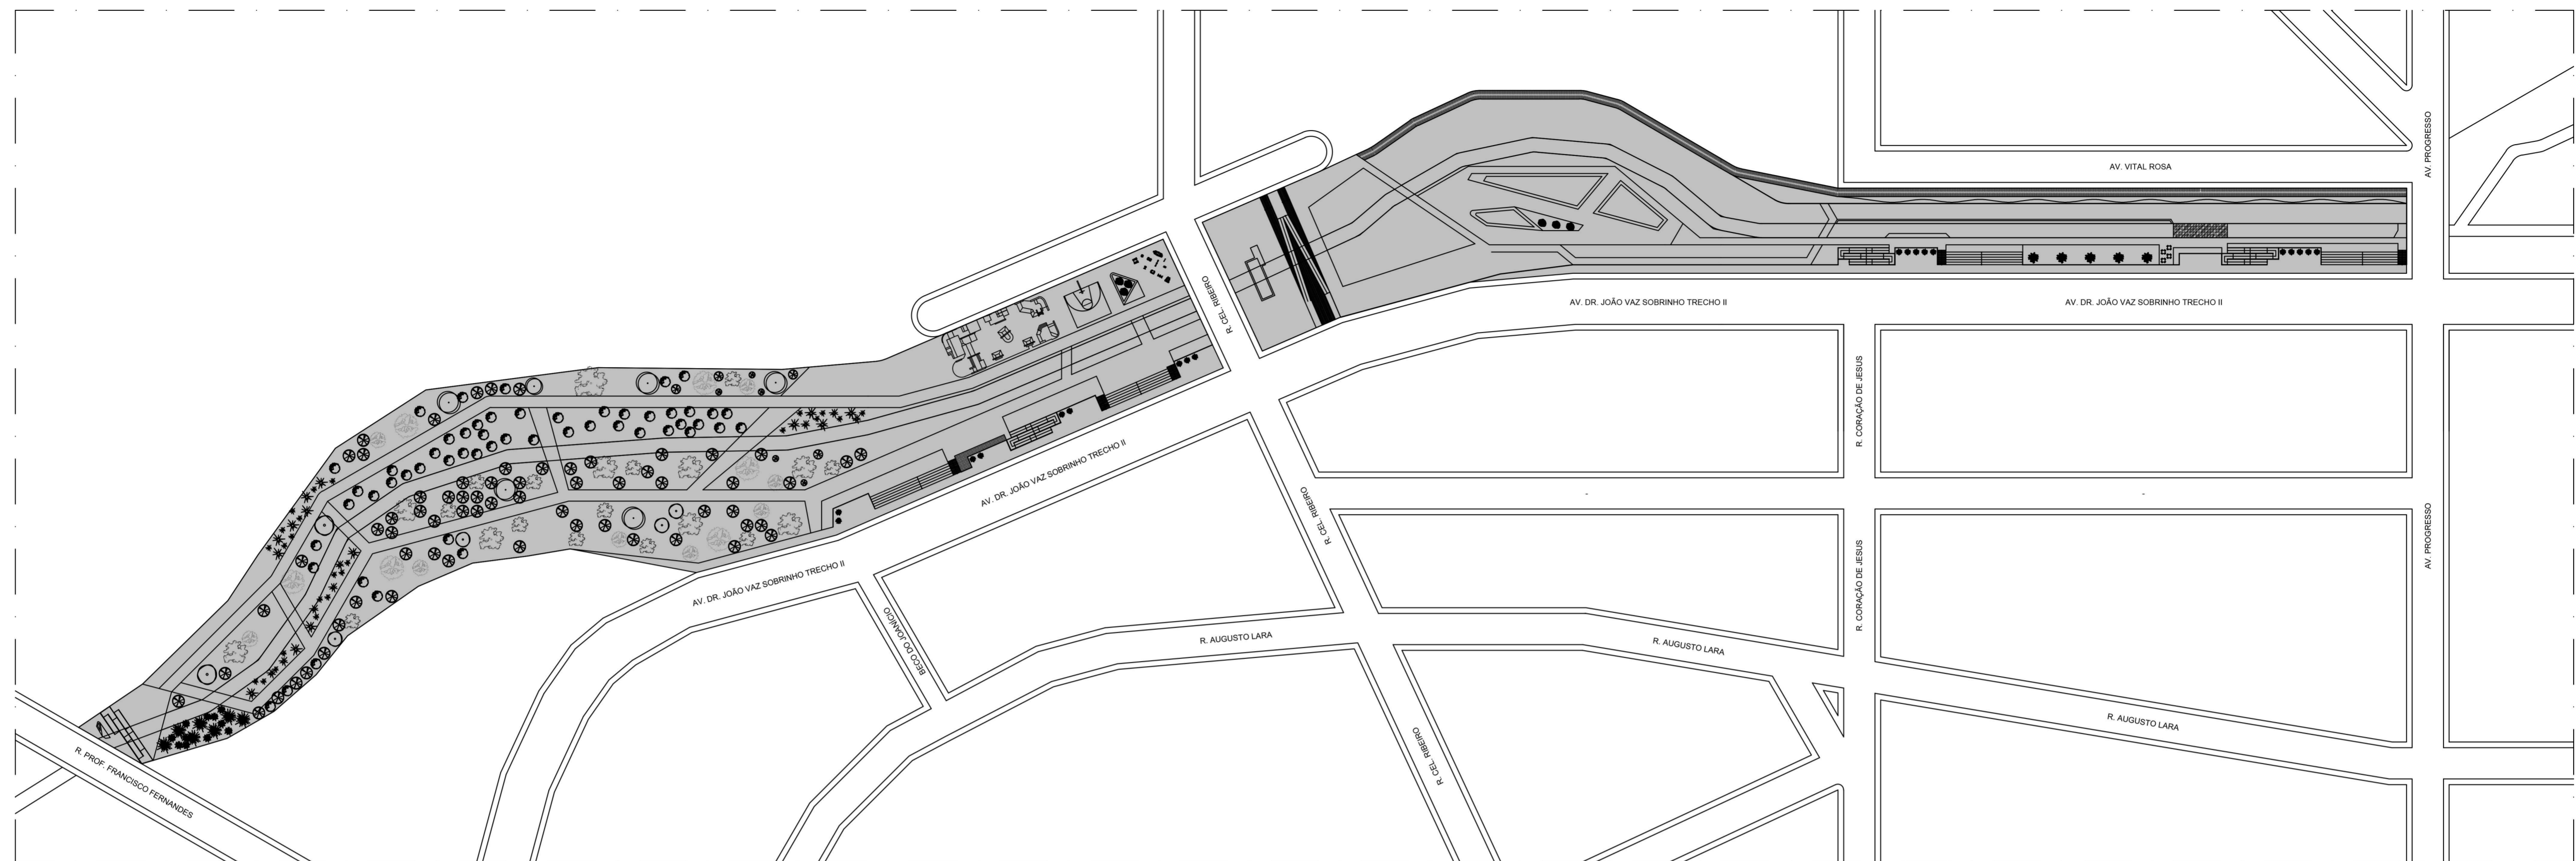 AV. PROGRESSO
AV. VITAL ROSA
R. CEL. RIBEIRO
AV. DR. JOÃO VAZ SOBRINHO TRECHO II
AV. DR. JOÃO VAZ SOBRINHO TRECHO II
R. CORAÇÃO DE JESUS
AV. DR. JOÃO VAZ SOBRINHO TRECHO II
R. CEL. RIBEIRO
-
-
AV. PROGRESSO
AV. DR. JOÃO VAZ SOBRINHO TRECHO II
R. CORAÇÃO DE JESUS
BECO DO JOANÍCIO
R. AUGUSTO LARA
R. AUGUSTO LARA
R. AUGUSTO LARA
R. CEL. RIBEIRO
R. PROF. FRANCISCO FERNANDES